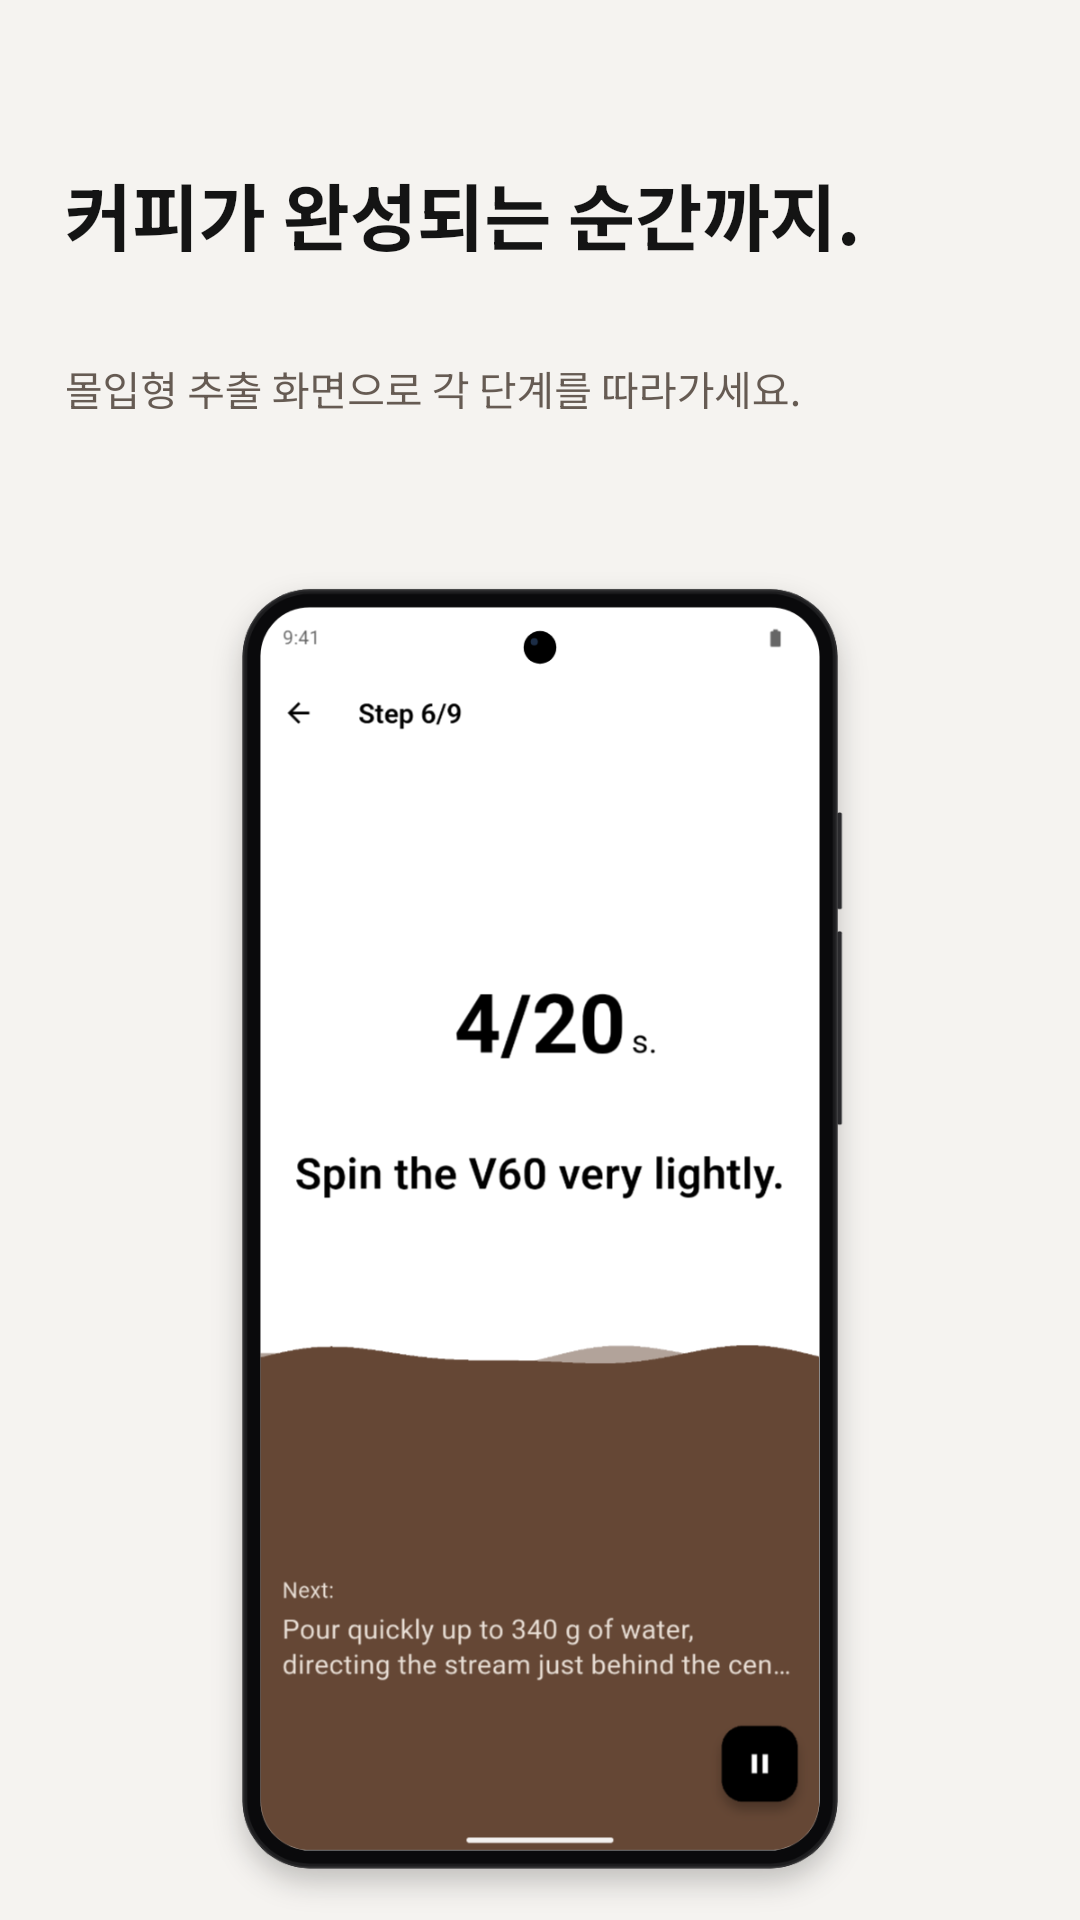 커피가 완성되는 순간까지.
몰입형 추출 화면으로 각 단계를 따라가세요.
9:41
Step 6/9
4/20 s.
Spin the V60 very lightly.
Next:
Pour quickly up to 340 g of water,
directing the stream just behind the cen…